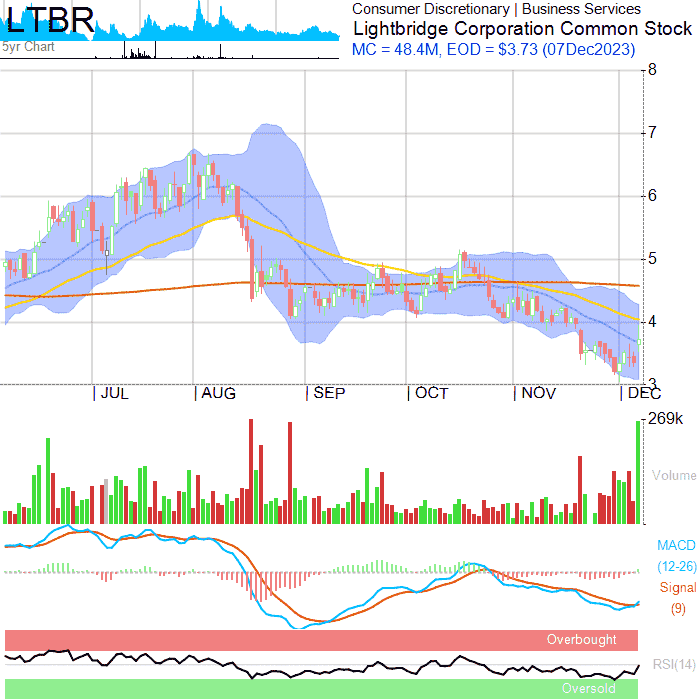 LTBR
5yr Chart
Consumer Discretionary | Business Services
Lightbridge Corporation Common Stock
MC = 48.4M, EOD = $3.73 (07Dec2023)
8
7
6
5
4
3
JUL AUG SEP OCT NOV DEC
269k
Volume
MACD
(12-26)
Signal
(9)
Overbought
RSI(14)
Oversold